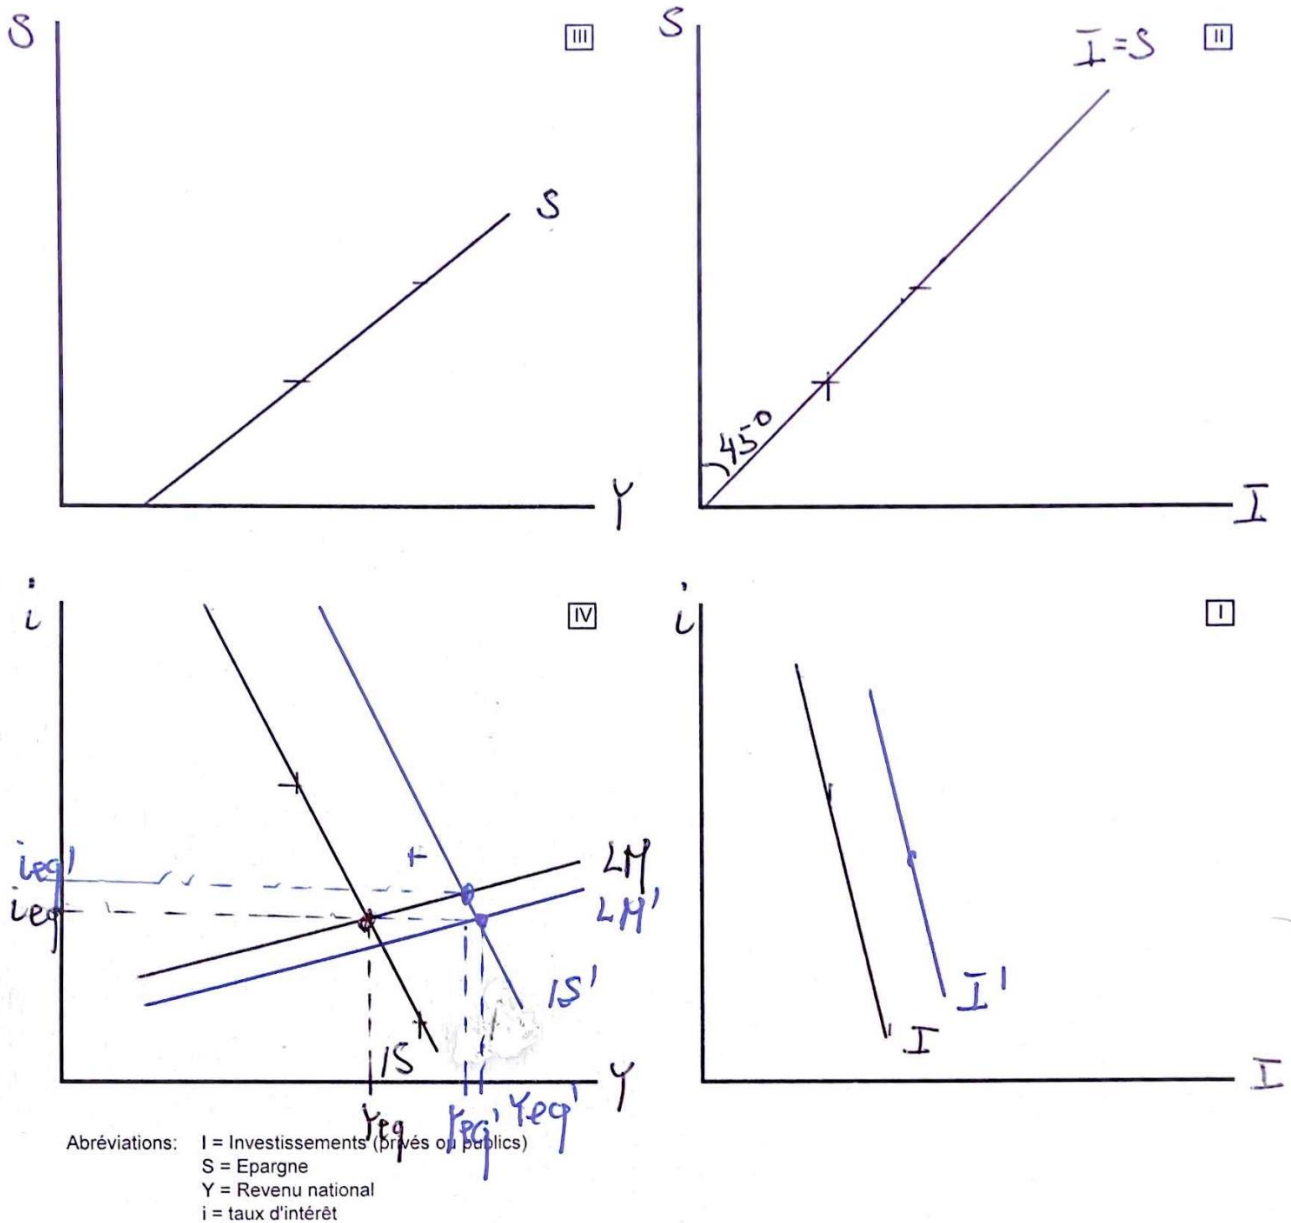 S
III
S
Y
S
I=S
II
45°
I
i
IV
ieq'
ieq
LM
LM'
IS'
IS
Y
Yeq
Yeq'
Yeq'
i
I
I'
I
I
Abréviations: I = Investissements (privés ou publics)
S = Epargne
Y = Revenu national
i = taux d'intérêt